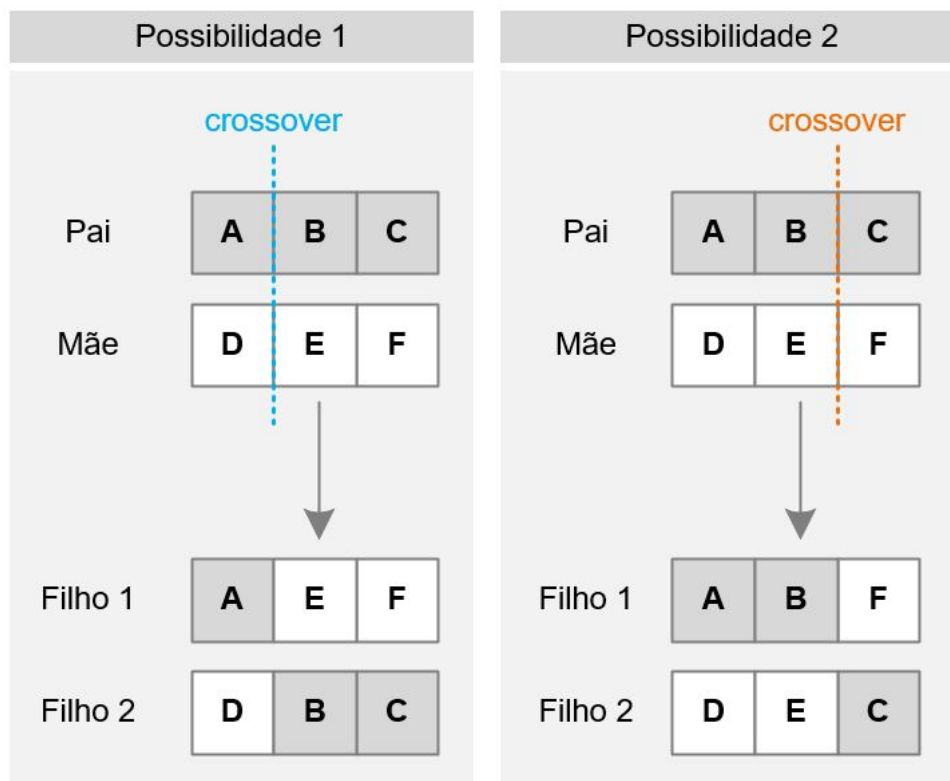 Possibilidade 1
crossover
Pai A B C
Mãe D E F
Filho 1 A E F
Filho 2 D B C
Possibilidade 2
crossover
Pai A B C
Mãe D E F
Filho 1 A B F
Filho 2 D E C